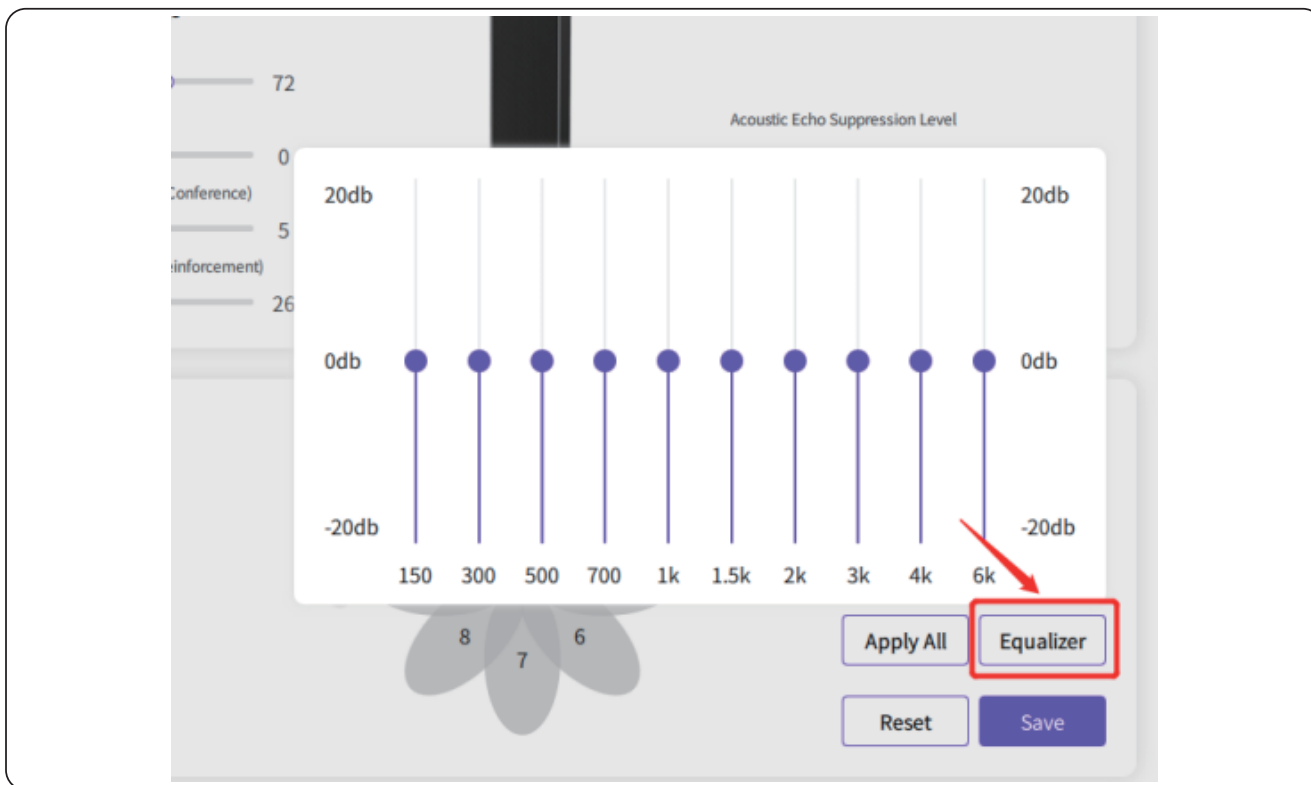 72
Acoustic Echo Suppression Level
0
Conference)
5
einforcement)
26
20db 20db
0db 0db
-20db -20db
150 300 500 700 1k 1.5k 2k 3k 4k 6k
8 6
7
Apply All Equalizer
Reset Save